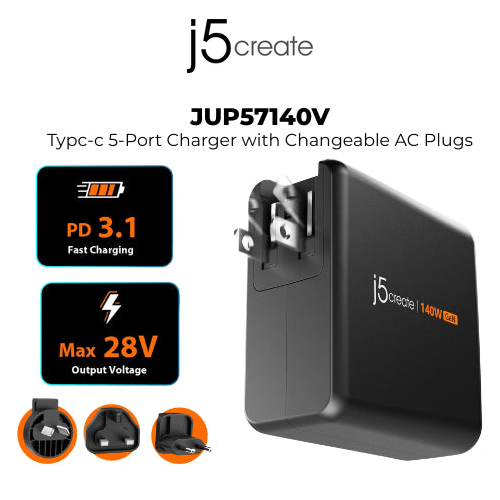 j5create
JUP57140V
Typc-c 5-Port Charger with Changeable AC Plugs
PD 3.1
Fast Charging
Max 28V
Output Voltage
j5create | 140W GaN